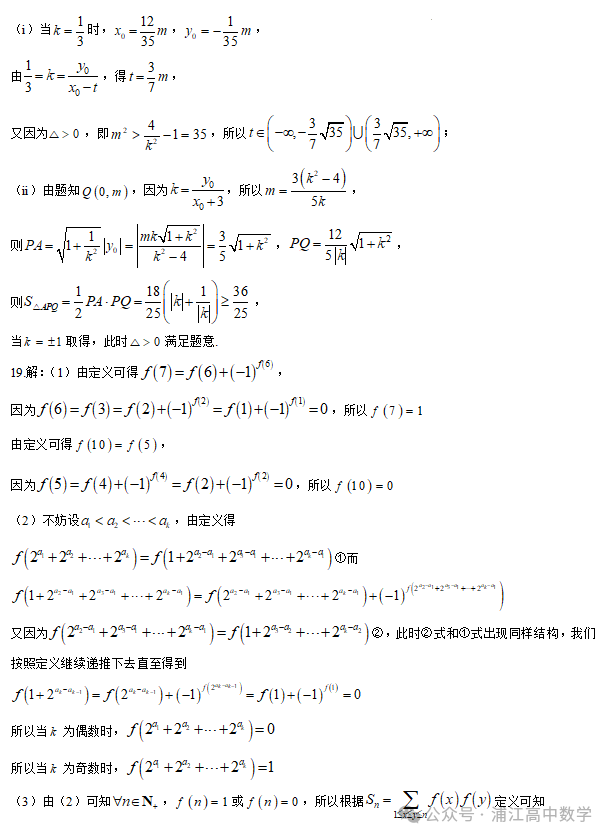 （i）当k=1/3时，x₀=12/35 m，y₀=-1/35 m，
由1/3=k=y₀/(x₀-t)，得t=3/7 m，
又因为△>0，即m²>4/k²-1=35，所以t∈(-∞,-3/7√35)∪(3/7√35,+∞)；
（ii）由题知Q(0,m)，因为k=y₀/(x₀+3)，所以m=3(k²-4)/5k，
则PA=√(1+1/k²)|y₀|=|mk√(1+k²)/(k²-4)|=3/5√(1+k²)，PQ=12/(5|k|)√(1+k²)，
则S△APQ=1/2 PA·PQ=18/25(|k|+1/|k|)≥36/25，
当k=±1取得，此时△>0满足题意.
19.解：（1）由定义可得f(7)=f(6)+(-1)^f(6)，
因为f(6)=f(3)=f(2)+(-1)^f(2)=f(1)+(-1)^f(1)=0，所以f(7)=1
由定义可得f(10)=f(5)，
因为f(5)=f(4)+(-1)^f(4)=f(2)+(-1)^f(2)=0，所以f(10)=0
（2）不妨设a₁<a₂<⋯<aₖ，由定义得
f(2^a₁+2^a₂+⋯+2^aₖ)=f(1+2^(a₂-a₁)+2^(a₃-a₁)+⋯+2^(aₖ-a₁))①而
f(1+2^(a₂-a₁)+2^(a₃-a₁)+⋯+2^(aₖ-a₁))=f(2^(a₂-a₁)+2^(a₃-a₁)+⋯+2^(aₖ-a₁))+(-1)^f(2^(a₂-a₁)+2^(a₃-a₁)+⋯+2^(aₖ-a₁))
又因为f(2^(a₂-a₁)+2^(a₃-a₁)+⋯+2^(aₖ-a₁))=f(1+2^(a₃-a₂)+⋯+2^(aₖ-a₂))②，此时②式和①式出现同样结构，我们
按照定义继续递推下去直至得到
f(1+2^(aₖ-aₖ₋₁))=f(2^(aₖ-aₖ₋₁))+(-1)^f(2^(aₖ-aₖ₋₁))=f(1)+(-1)^f(1)=0
所以当k为偶数时，f(2^a₁+2^a₂+⋯+2^aₖ)=0
所以当k为奇数时，f(2^a₁+2^a₂+⋯+2^aₖ)=1
（3）由（2）可知∀n∈N₊，f(n)=1或f(n)=0，所以根据Sₙ=∑f(x)f(y)定义可知
公众号·浦江高中数学